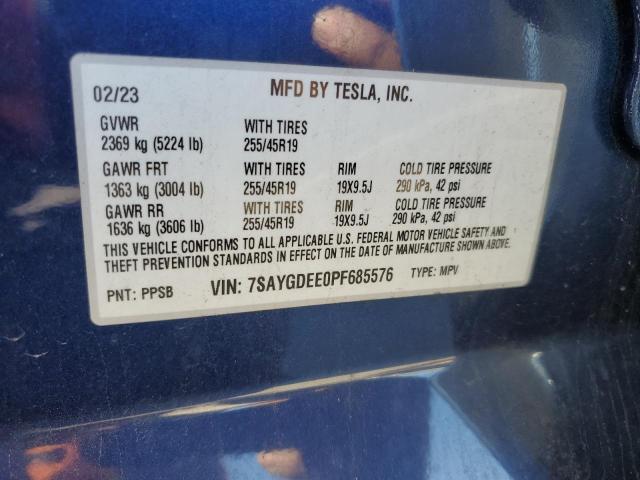 02/23 MFD BY TESLA, INC.
GVWR WITH TIRES
2369 kg (5224 lb) 255/45R19
GAWR FRT WITH TIRES RIM COLD TIRE PRESSURE
1363 kg (3004 lb) 255/45R19 19X9.5J 290 kPa, 42 psi
GAWR RR WITH TIRES RIM COLD TIRE PRESSURE
1636 kg (3606 lb) 255/45R19 19X9.5J 290 kPa, 42 psi
THIS VEHICLE CONFORMS TO ALL APPLICABLE U.S. FEDERAL MOTOR VEHICLE SAFETY AND
THEFT PREVENTION STANDARDS IN EFFECT ON THE DATE OF MANUFACTURE SHOWN ABOVE.
PNT: PPSB VIN: 7SAYGDEE0PF685576 TYPE: MPV